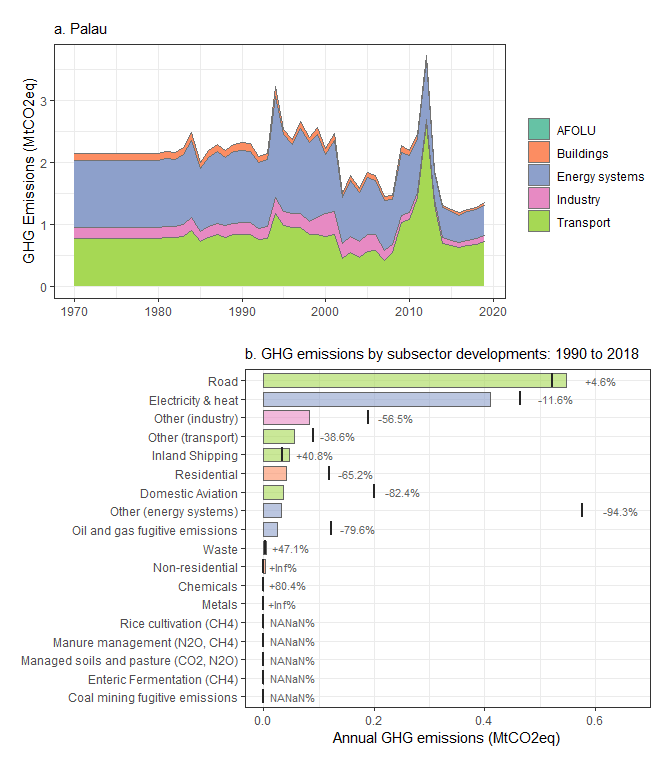 a. Palau
GHG Emissions (MtCO2eq)
3
2
1
0
1970
1980
1990
2000
2010
2020
AFOLU
Buildings
Energy systems
Industry
Transport
b. GHG emissions by subsector developments: 1990 to 2018
Road +4.6%
Electricity & heat -11.6%
Other (industry) -56.5%
Other (transport) -38.6%
Inland Shipping +40.8%
Residential -65.2%
Domestic Aviation -82.4%
Other (energy systems) -94.3%
Oil and gas fugitive emissions -79.6%
Waste +47.1%
Non-residential +Inf%
Chemicals +80.4%
Metals +Inf%
Rice cultivation (CH4) NANaN%
Manure management (N2O, CH4) NANaN%
Managed soils and pasture (CO2, N2O) NANaN%
Enteric Fermentation (CH4) NANaN%
Coal mining fugitive emissions NANaN%
0.0
0.2
0.4
0.6
Annual GHG emissions (MtCO2eq)